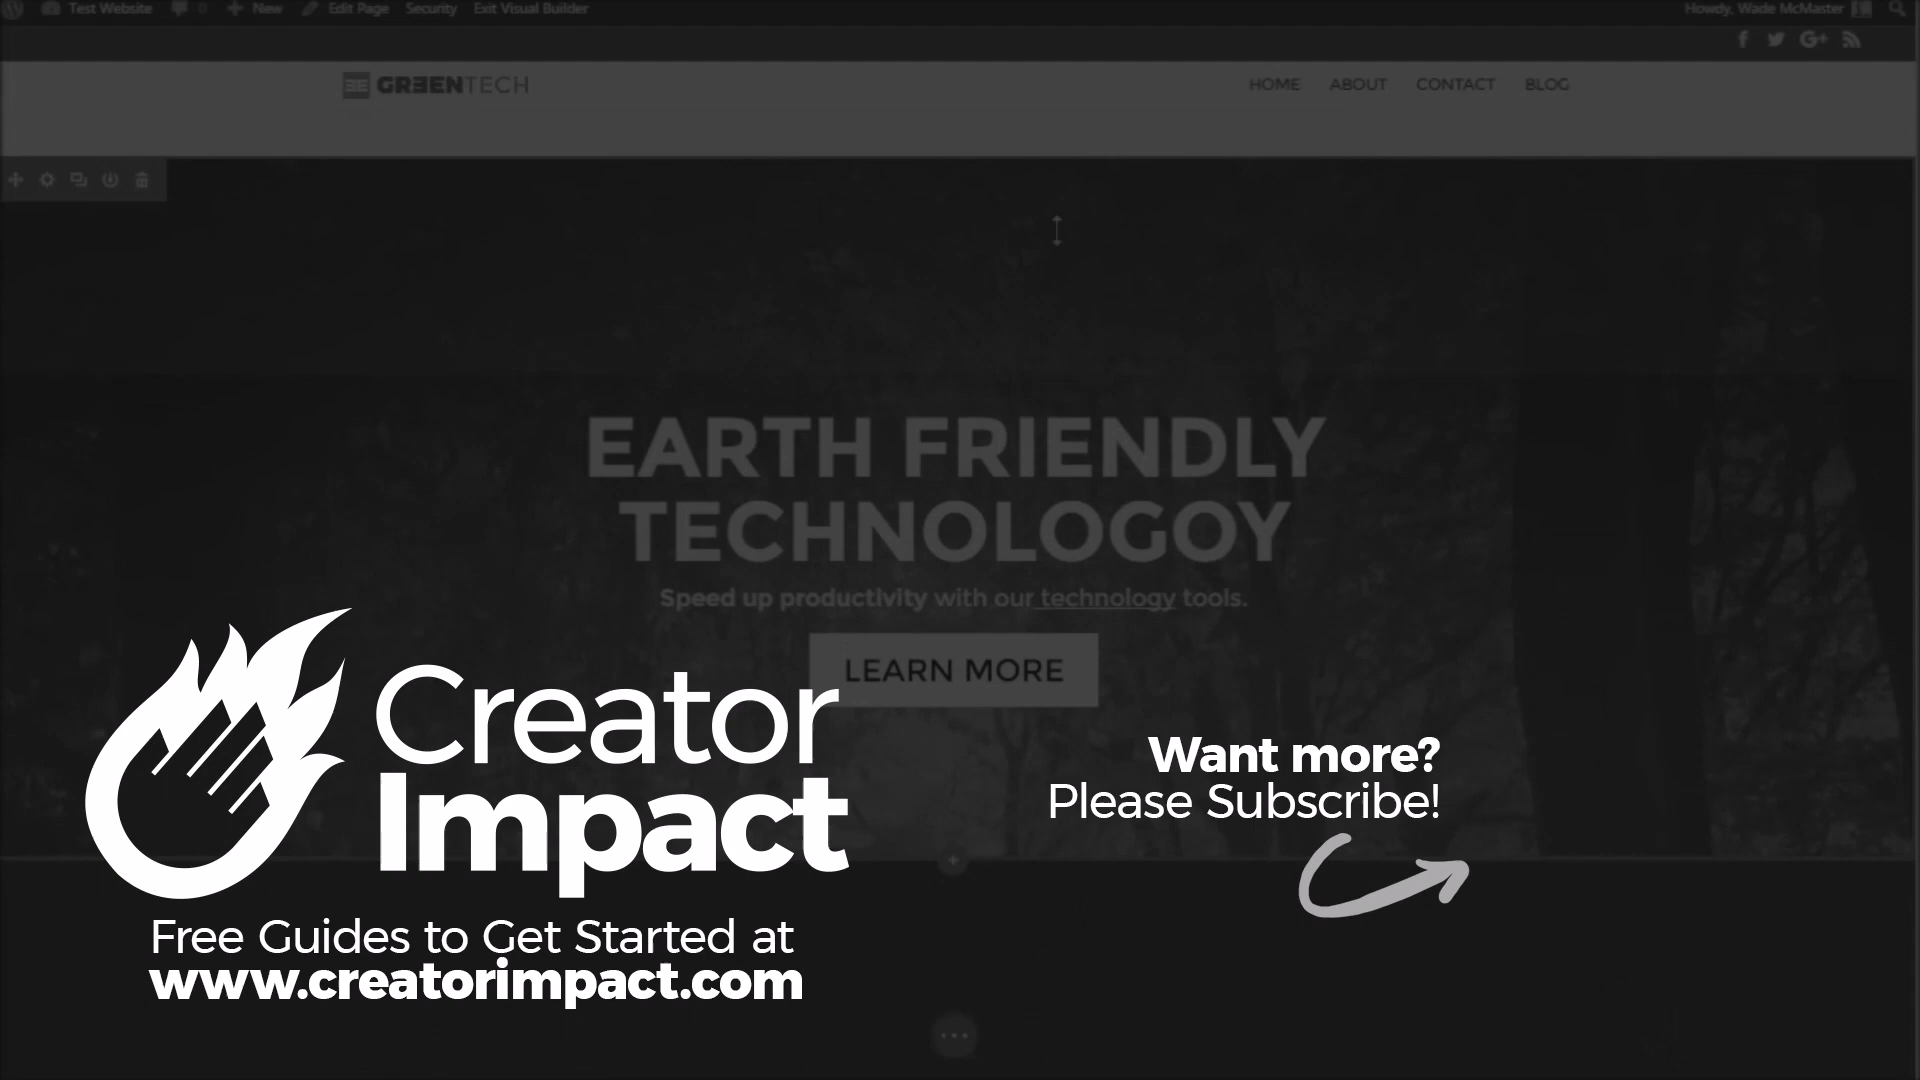 Test Website 0 New Edit Page Security Exit Visual Builder Howdy, Wade McMaster
GREENTECH HOME ABOUT CONTACT BLOG
EARTH FRIENDLY
TECHNOLOGOY
Speed up productivity with our technology tools.
LEARN MORE
Creator
Impact
Want more?
Please Subscribe!
Free Guides to Get Started at
www.creatorimpact.com